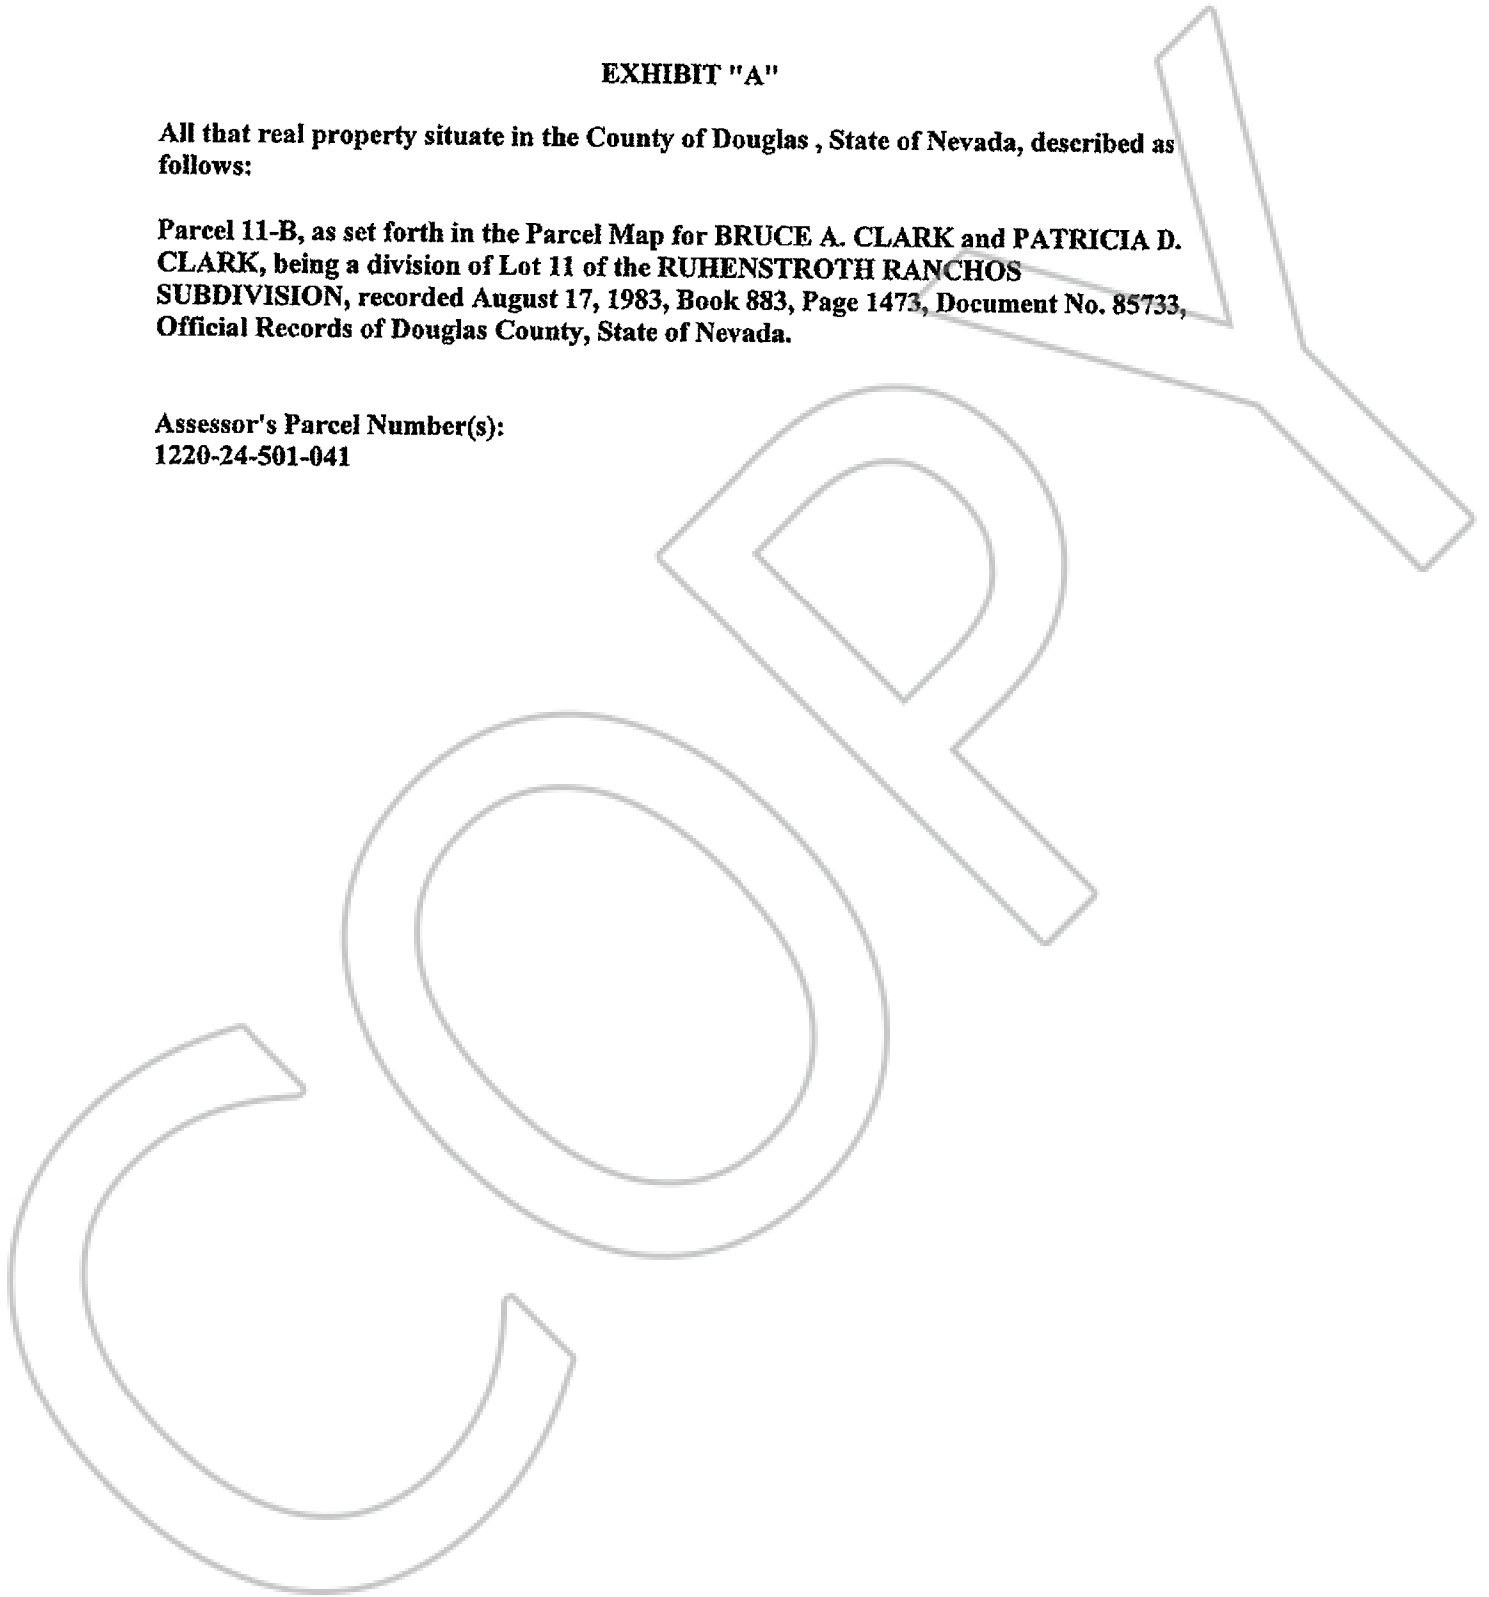 EXHIBIT "A"
All that real property situate in the County of Douglas , State of Nevada, described as
follows:
Parcel 11-B, as set forth in the Parcel Map for BRUCE A. CLARK and PATRICIA D.
CLARK, being a division of Lot 11 of the RUHENSTROTH RANCHOS
SUBDIVISION, recorded August 17, 1983, Book 883, Page 1473, Document No. 85733,
Official Records of Douglas County, State of Nevada.
Assessor's Parcel Number(s):
1220-24-501-041
COPY